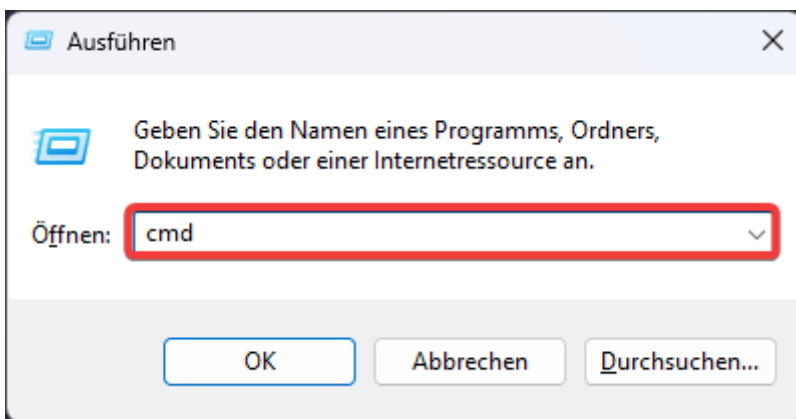 Ausführen
Geben Sie den Namen eines Programms, Ordners,
Dokuments oder einer Internetressource an.
Öffnen: cmd
OK Abbrechen Durchsuchen...